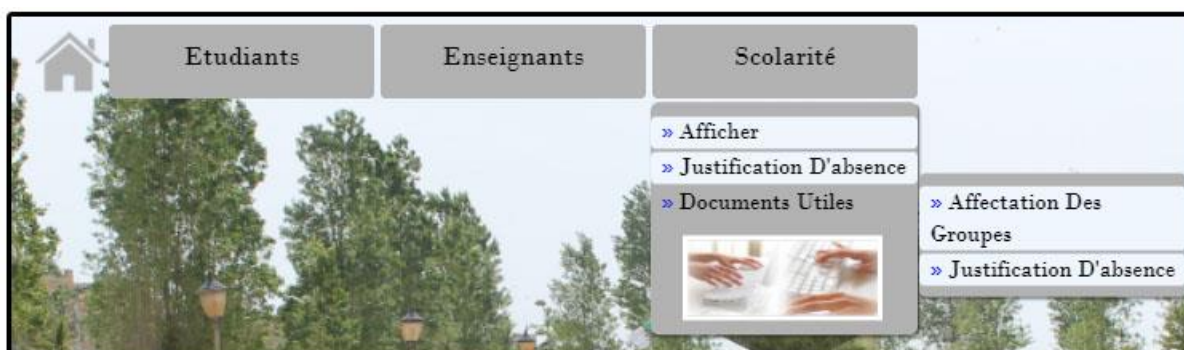 Etudiants
Enseignants
Scolarité
» Afficher
» Justification D'absence
» Documents Utiles
» Affectation Des
Groupes
» Justification D'absence